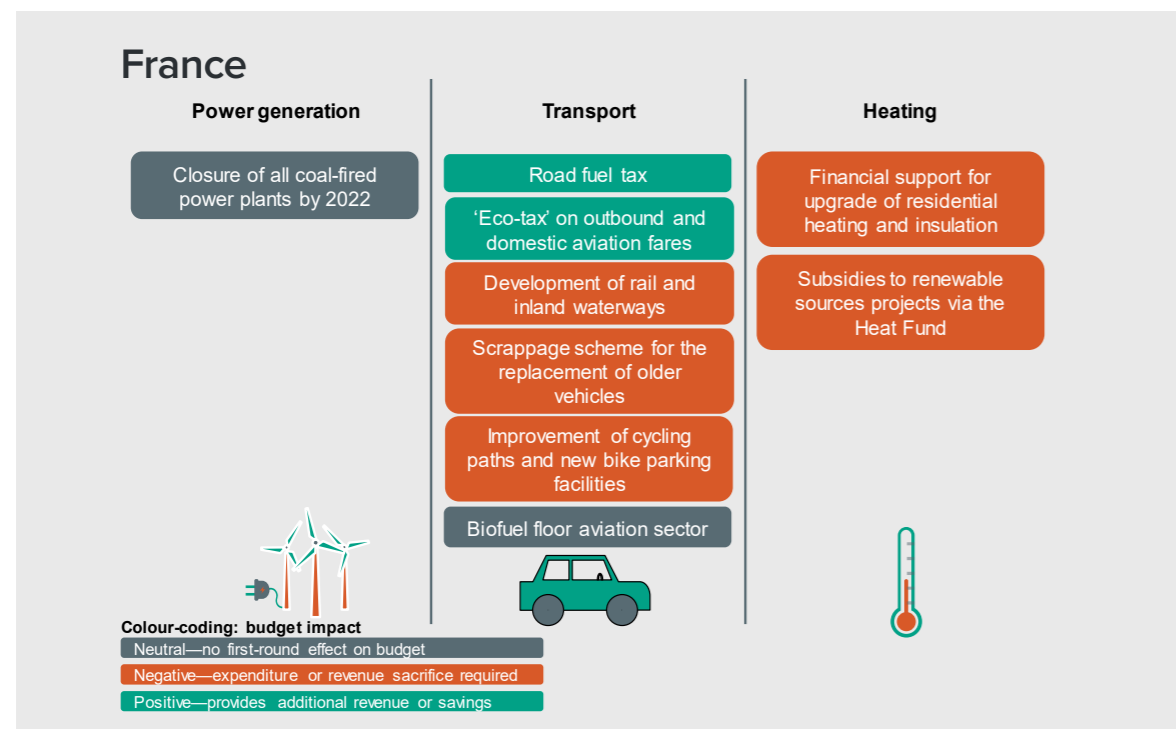 France
Power generation
Closure of all coal-fired
power plants by 2022
Transport
Road fuel tax
‘Eco-tax’ on outbound and
domestic aviation fares
Development of rail and
inland waterways
Scrappage scheme for the
replacement of older
vehicles
Improvement of cycling
paths and new bike parking
facilities
Biofuel floor aviation sector
Heating
Financial support for
upgrade of residential
heating and insulation
Subsidies to renewable
sources projects via the
Heat Fund
Colour-coding: budget impact
Neutral—no first-round effect on budget
Negative—expenditure or revenue sacrifice required
Positive—provides additional revenue or savings